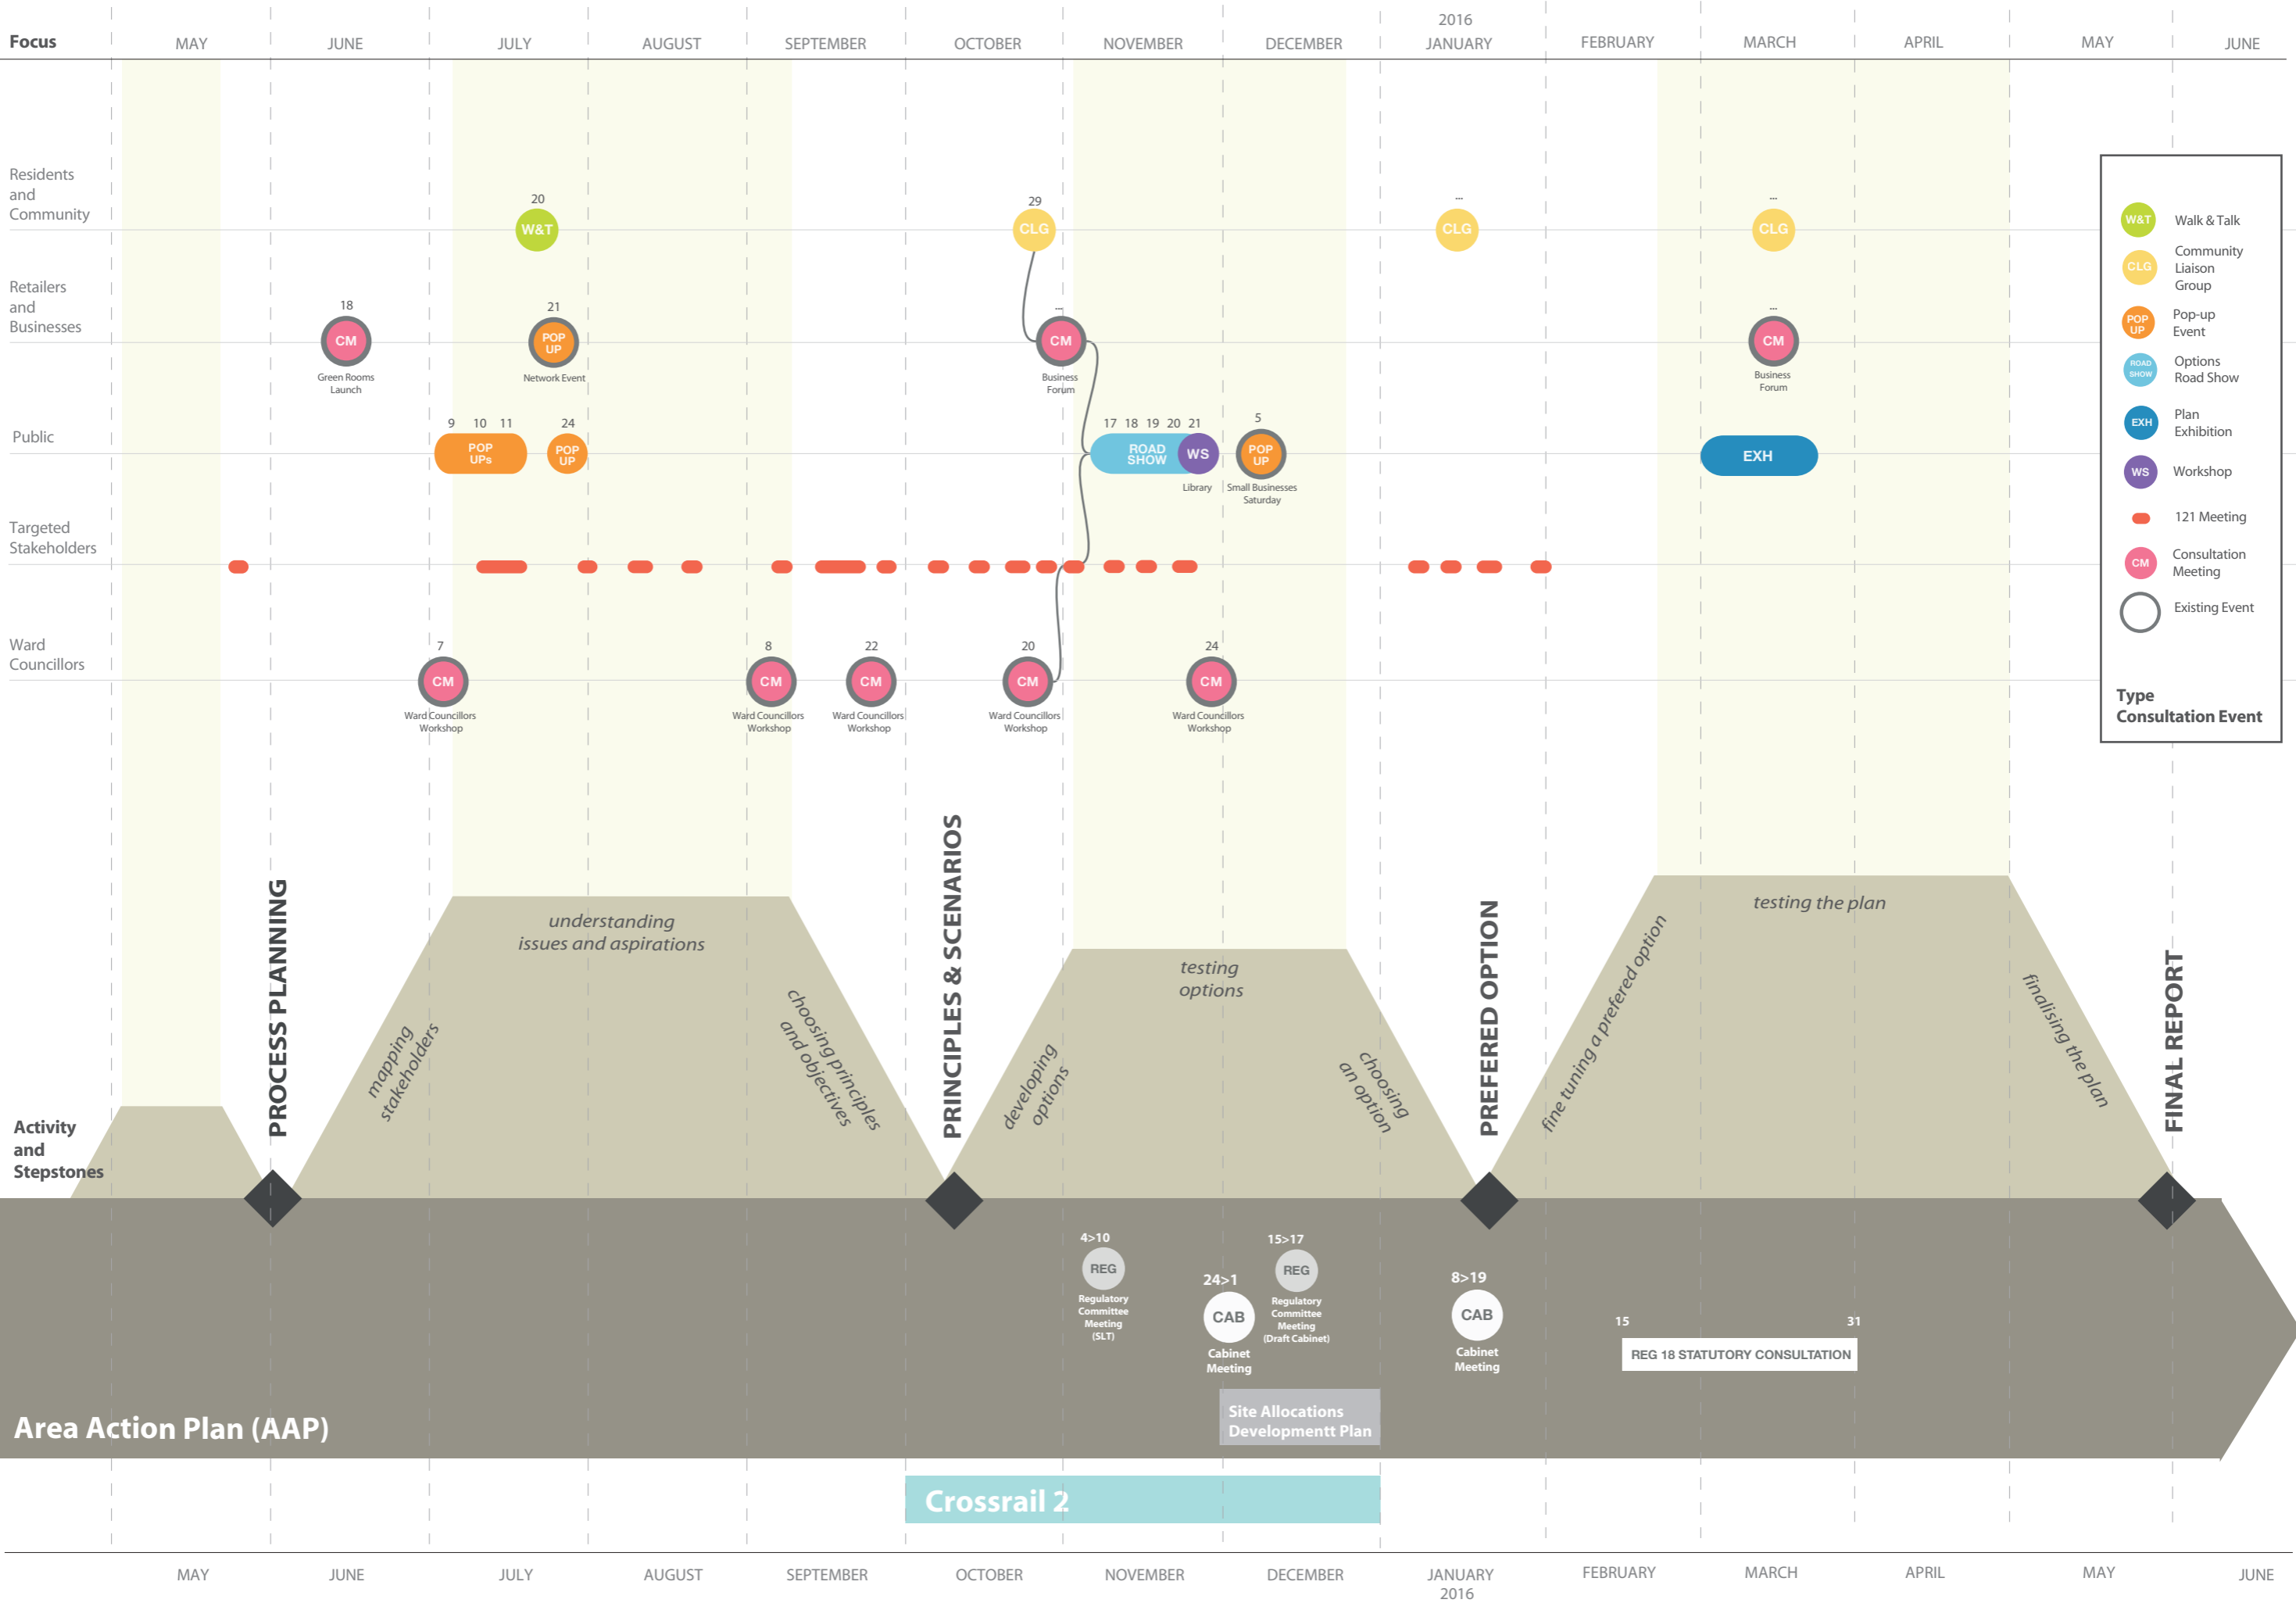 2016
Focus
MAY JUNE JULY AUGUST SEPTEMBER OCTOBER NOVEMBER DECEMBER JANUARY FEBRUARY MARCH APRIL MAY JUNE
Residents
and
Community
20
W&T
29
CLG
...
CLG
...
CLG
Retailers
and
Businesses
18
CM
Green Rooms
Launch
21
POP
UP
Network Event
...
CM
Business
Forum
...
CM
Business
Forum
Public
9 10 11
POP
UPs
24
POP
UP
17 18 19 20 21
ROAD
SHOW
WS
Library
5
POP
UP
Small Businesses
Saturday
EXH
Targeted
Stakeholders
Ward
Councillors
7
CM
Ward Councillors
Workshop
8
CM
Ward Councillors
Workshop
22
CM
Ward Councillors
Workshop
20
CM
Ward Councillors
Workshop
24
CM
Ward Councillors
Workshop
W&T Walk & Talk
CLG
Community
Liaison
Group
POP
UP
Pop-up
Event
ROAD
SHOW
Options
Road Show
EXH
Plan
Exhibition
WS Workshop
121 Meeting
CM
Consultation
Meeting
Existing Event
Type
Consultation Event
Activity
and
Stepstones
PROCESS PLANNING
mapping
stakeholders
understanding
issues and aspirations
choosing principles
and objectives
PRINCIPLES & SCENARIOS
developing
options
testing
options
choosing
an option
PREFERED OPTION
fine tuning a prefered option
testing the plan
finalising the plan
FINAL REPORT
4>10
REG
Regulatory
Committee
Meeting
(SLT)
24>1
CAB
Cabinet
Meeting
15>17
REG
Regulatory
Committee
Meeting
(Draft Cabinet)
8>19
CAB
Cabinet
Meeting
15 31
REG 18 STATUTORY CONSULTATION
Site Allocations
Developmentt Plan
Area Action Plan (AAP)
Crossrail 2
MAY JUNE JULY AUGUST SEPTEMBER OCTOBER NOVEMBER DECEMBER JANUARY FEBRUARY MARCH APRIL MAY JUNE
2016